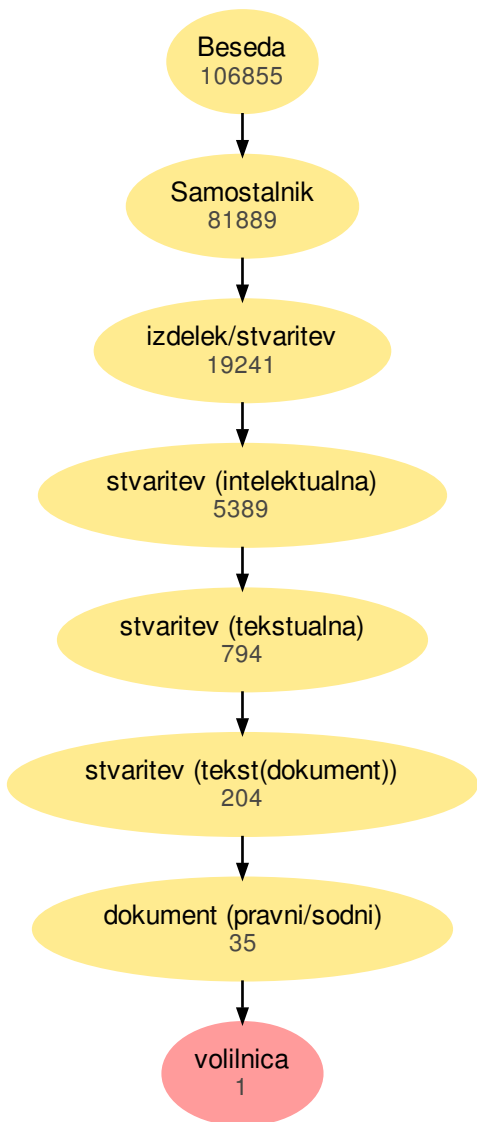 Beseda
106855
Samostalnik
81889
izdelek/stvaritev
19241
stvaritev (intelektualna)
5389
stvaritev (tekstualna)
794
stvaritev (tekst(dokument))
204
dokument (pravni/sodni)
35
volilnica
1